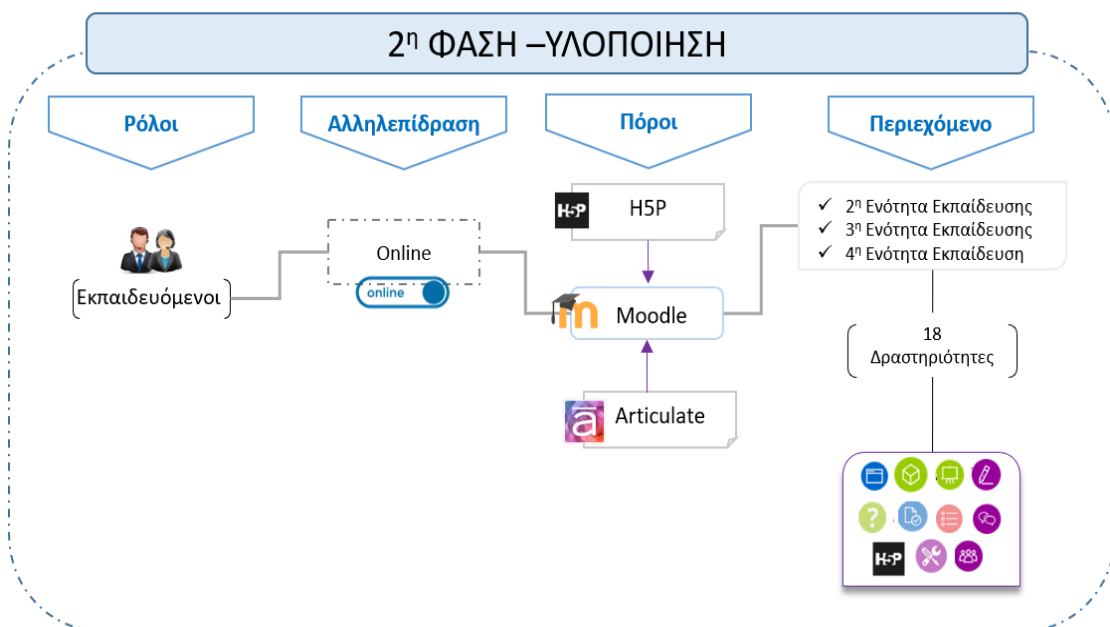 2η ΦΑΣΗ –ΥΛΟΠΟΙΗΣΗ
Ρόλοι
Αλληλεπίδραση
Πόροι
Περιεχόμενο
Εκπαιδευόμενοι
Online
online
H5P
H5P
m
Moodle
ā
Articulate
✓ 2η Ενότητα Εκπαίδευσης
✓ 3η Ενότητα Εκπαίδευσης
✓ 4η Ενότητα Εκπαίδευση
18
Δραστηριότητες
?
H5P